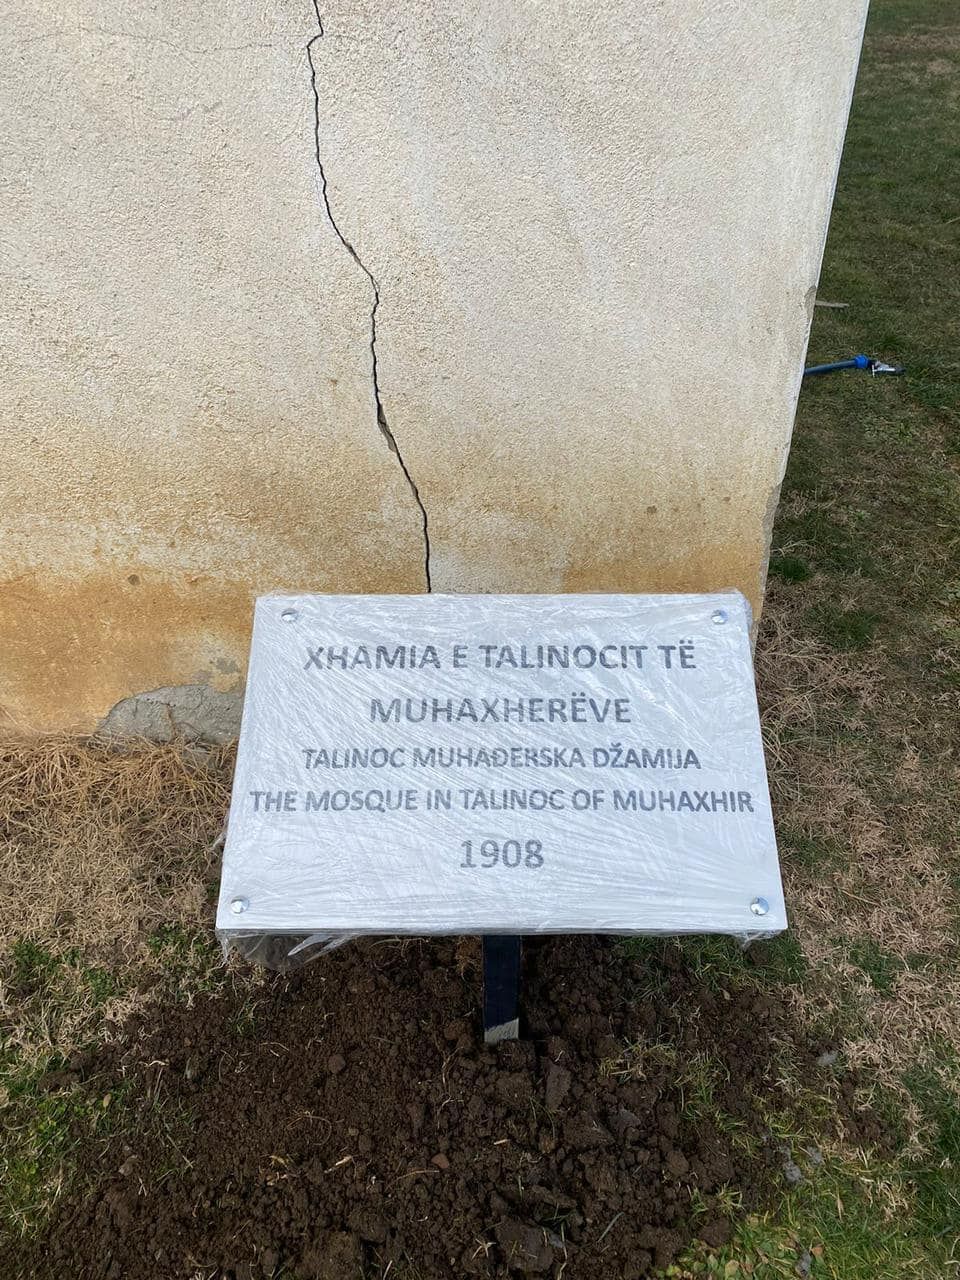 XHAMIA E TALINOCIT TË
MUHAXHERËVE
TALINOC MUHAĐERSKA DŽAMIJA
THE MOSQUE IN TALINOC OF MUHAXHIR
1908